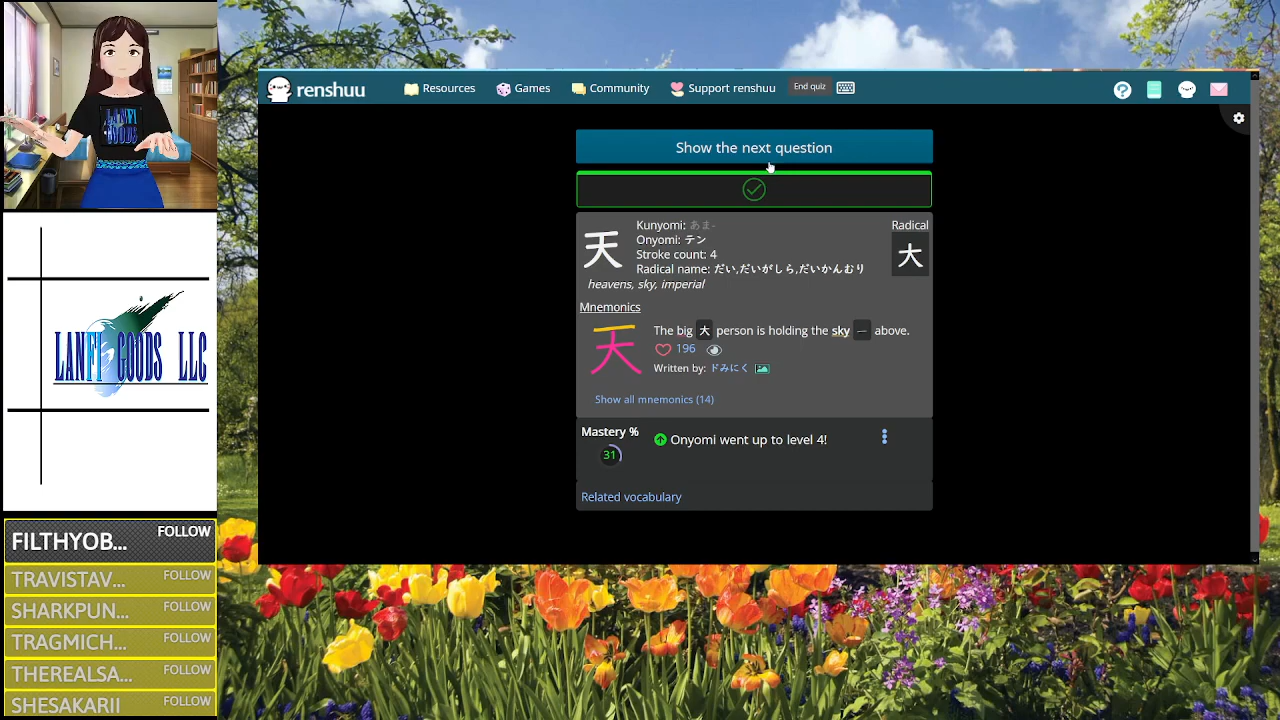 LANFI
GOODS
LANFI GOODS LLC
FILTHYOB... FOLLOW
TRAVISTAV... FOLLOW
SHARKPUN... FOLLOW
TRAGMICH... FOLLOW
THEREALSA... FOLLOW
SHESAKARII FOLLOW
renshuu Resources Games Community Support renshuu End quiz
Show the next question
天
Kunyomi: あま-
Onyomi: テン
Stroke count: 4
Radical name: だい,だいがしら,だいかんむり
Radical
大
heavens, sky, imperial
Mnemonics
天
The big 大 person is holding the sky 一 above.
196
Written by: ドみにく
Show all mnemonics (14)
Mastery %
31
Onyomi went up to level 4!
Related vocabulary